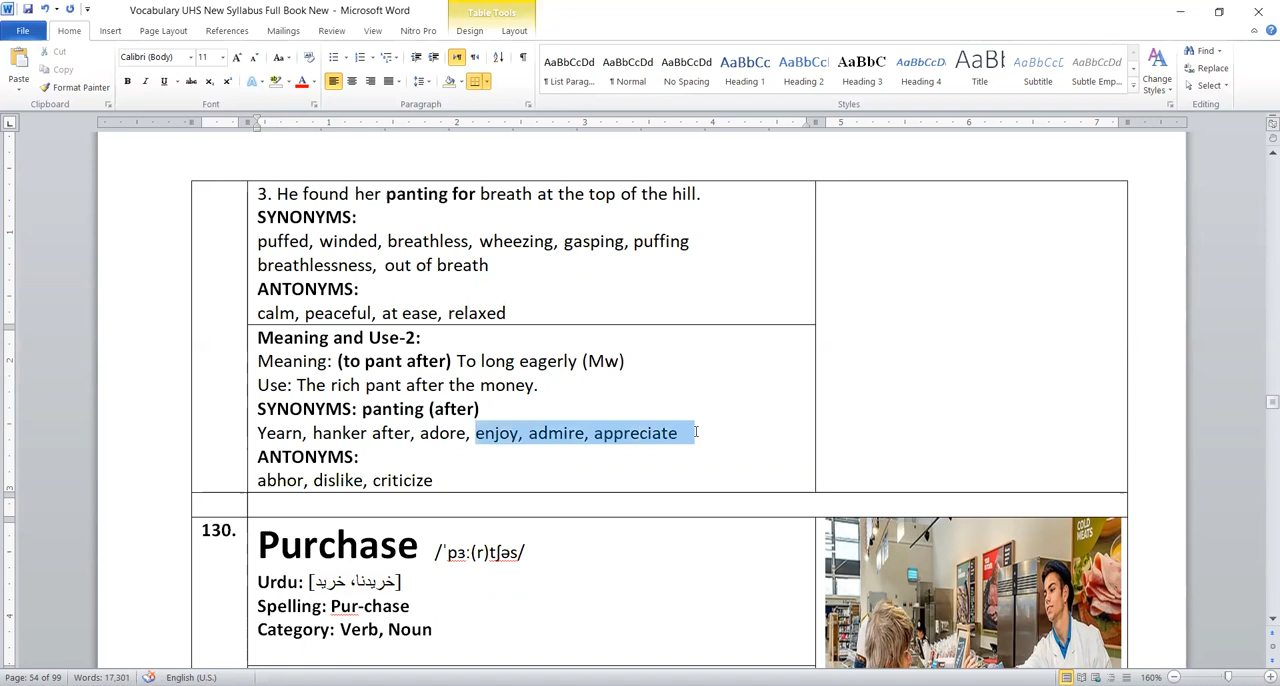 Vocabulary UHS New Syllabus Full Book New - Microsoft Word
Table Tools
File Home Insert Page Layout References Mailings Review View Nitro Pro Design Layout
Paste
Cut
Copy
Format Painter
Clipboard
Calibri (Body) 11
Font
Paragraph
AaBbCcDd AaBbCcDd AaBbCcDd AaBbCc AaBbCc AaBbC AaBbCcD AaB AaBbCcD AaBbCcDd
¶ List Parag... ¶ Normal No Spacing Heading 1 Heading 2 Heading 3 Heading 4 Title Subtitle Subtle Emp...
Styles
Change Styles
Find
Replace
Select
Editing
3. He found her panting for breath at the top of the hill.
SYNONYMS:
puffed, winded, breathless, wheezing, gasping, puffing
breathlessness, out of breath
ANTONYMS:
calm, peaceful, at ease, relaxed
Meaning and Use-2:
Meaning: (to pant after) To long eagerly (Mw)
Use: The rich pant after the money.
SYNONYMS: panting (after)
Yearn, hanker after, adore, enjoy, admire, appreciate
ANTONYMS:
abhor, dislike, criticize
130.
Purchase /ˈpɜː(r)tʃəs/
Urdu: [خریدنا، خرید]
Spelling: Pur-chase
Category: Verb, Noun
COLD MEATS
Page: 54 of 99 Words: 17,301 English (U.S.) 160%